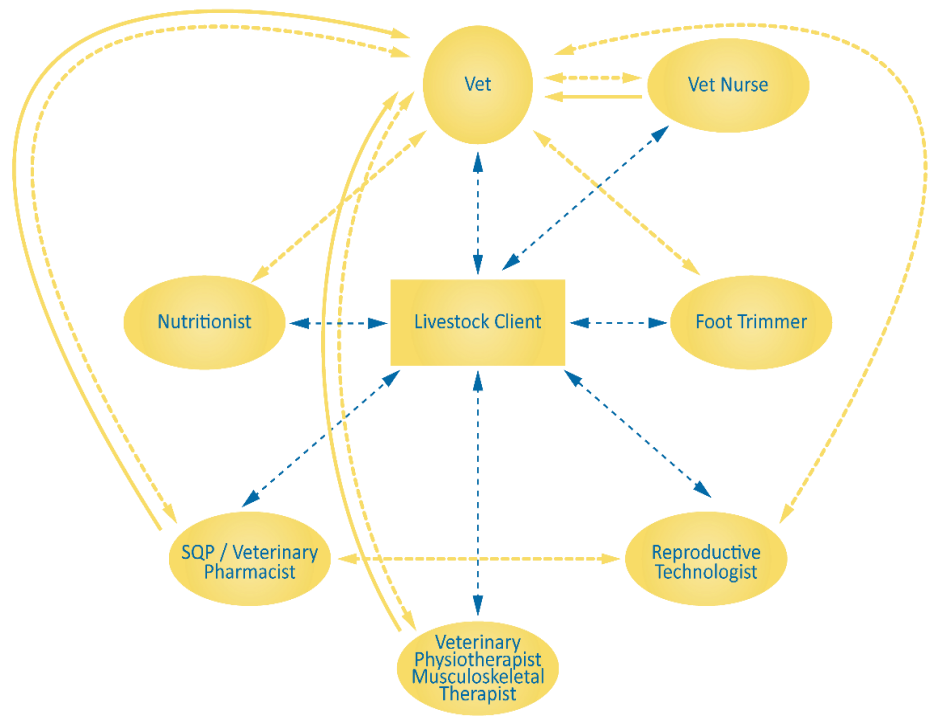 Vet
Vet Nurse
Nutritionist
Livestock Client
Foot Trimmer
SQP / Veterinary
Pharmacist
Reproductive
Technologist
Veterinary
Physiotherapist
Musculoskeletal
Therapist